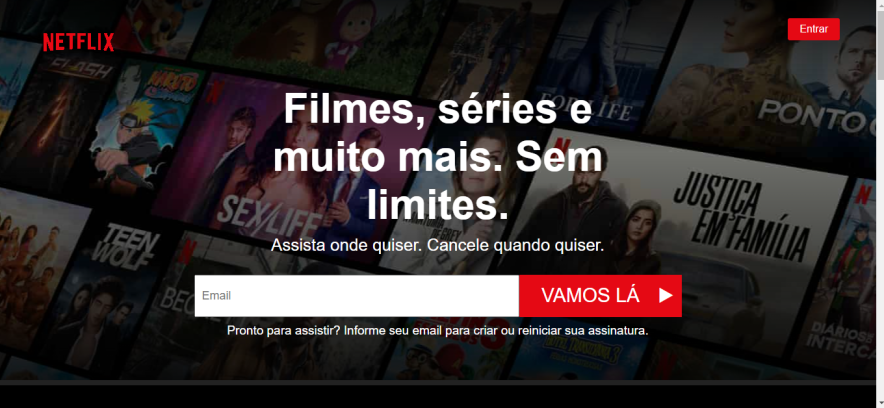 NETFLIX
Entrar
FLASH
NARUTO
FOR LIFE
PONTO
Filmes, séries e
muito mais. Sem
limites.
SEX/LIFE
JUSTIÇA
EM FAMÍLIA
TEEN
WOLF
Assista onde quiser. Cancele quando quiser.
Email
VAMOS LÁ
DIÁRIOS
INTERCA
Pronto para assistir? Informe seu email para criar ou reiniciar sua assinatura.